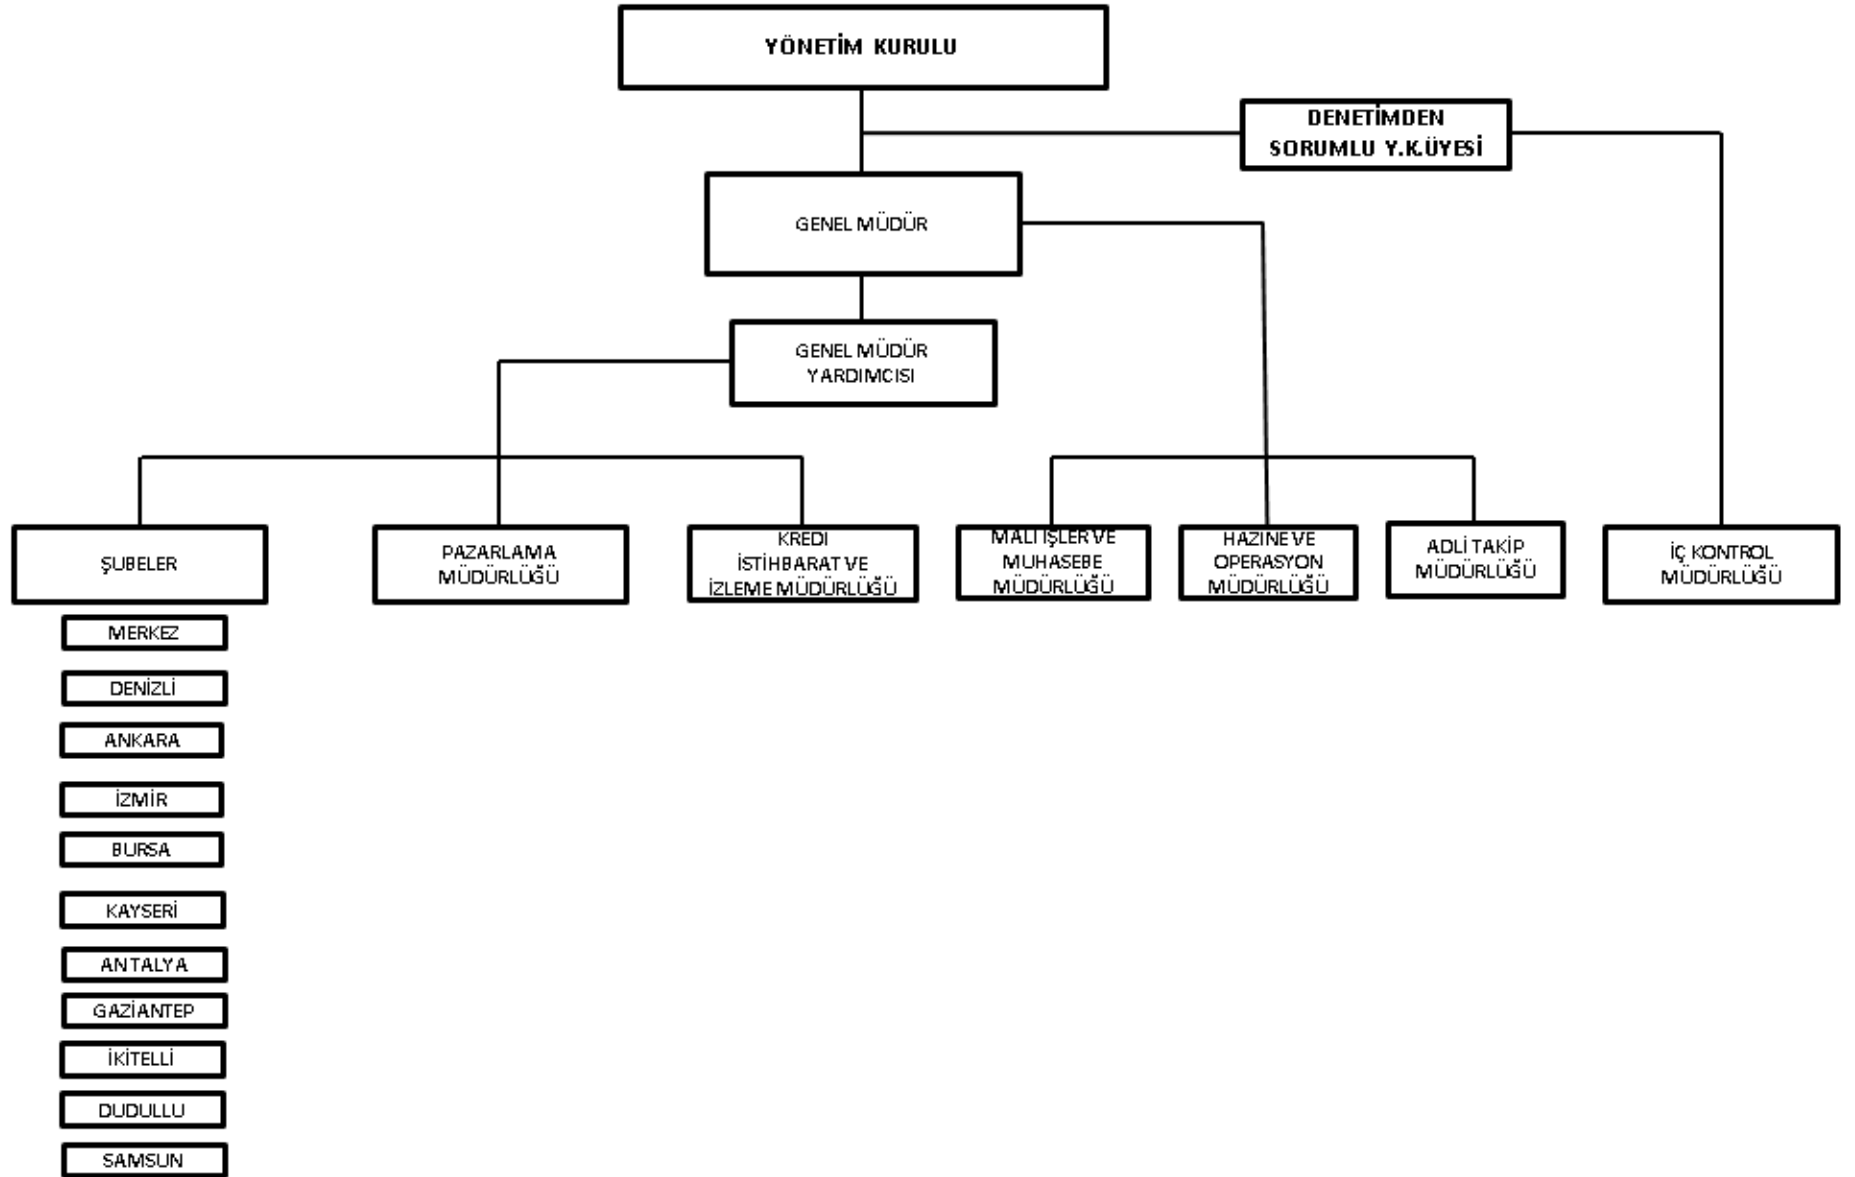 YÖNETİM KURULU
DENETİMDEN
SORUMLU Y.K.ÜYESİ
GENEL MÜDÜR
GENEL MÜDÜR
YARDIMCISI
ŞUBELER
PAZARLAMA
MÜDÜRLÜĞÜ
KREDI
İSTİHBARAT VE
İZLEME MÜDÜRLÜĞÜ
MALI İŞLER VE
MUHASEBE
MÜDÜRLÜĞÜ
HAZINE VE
OPERASYON
MÜDÜRLÜĞÜ
ADLİ TAKİP
MÜDÜRLÜĞÜ
İÇ KONTROL
MÜDÜRLÜĞÜ
MERKEZ
DENİZLİ
ANKARA
İZMİR
BURSA
KAYSERİ
ANTALYA
GAZİANTEP
İKİTELLİ
DUDULLU
SAMSUN